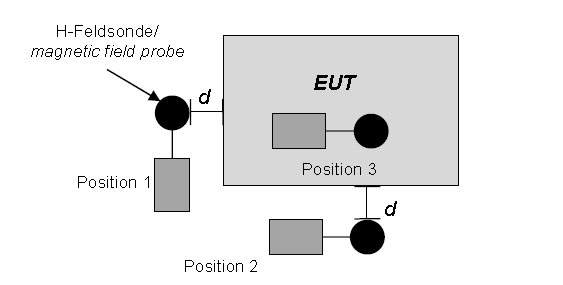 H-Feldsonde/
magnetic field probe
d
EUT
Position 3
Position 1
d
Position 2